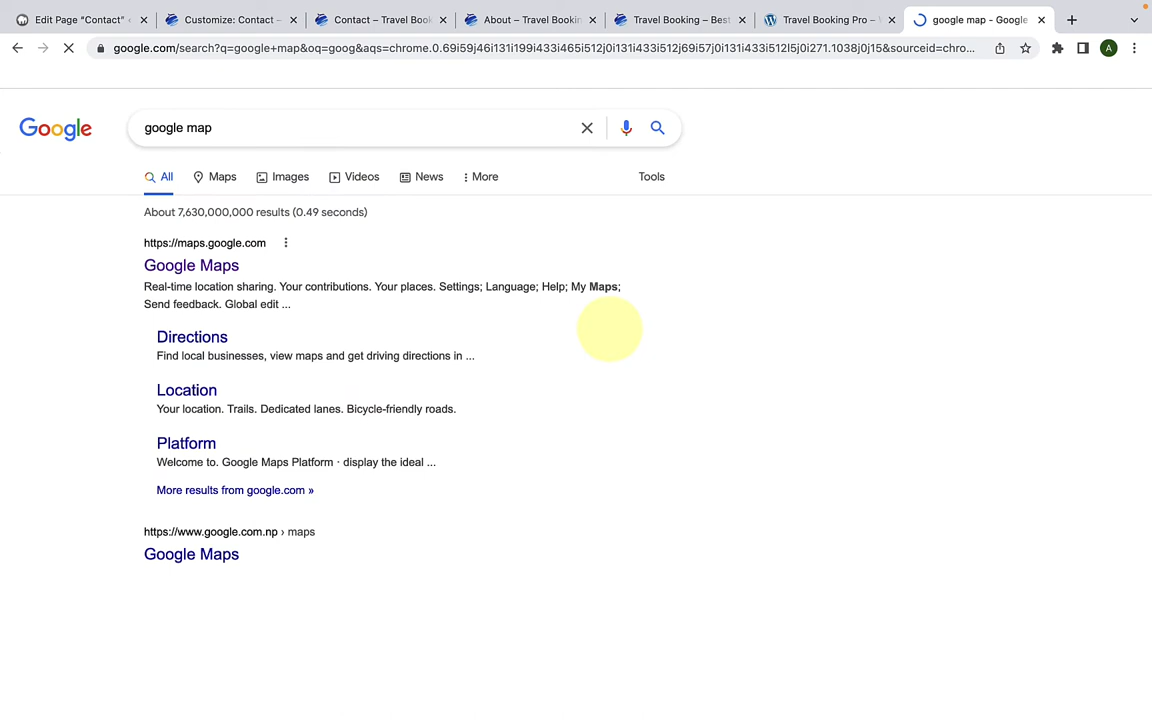 Edit Page "Contact" ‹
Customize: Contact –
Contact – Travel Book
About – Travel Bookin
Travel Booking – Best
Travel Booking Pro –
google map - Google
google.com/search?q=google+map&oq=goog&aqs=chrome.0.69i59j46i131i199i433i465i512j0i131i433i512j69i57j0i131i433i512l5j0i271.1038j0j15&sourceid=chro...
A
Google
google map
All
Maps
Images
Videos
News
More
Tools
About 7,630,000,000 results (0.49 seconds)
https://maps.google.com
Google Maps
Real-time location sharing. Your contributions. Your places. Settings; Language; Help; My Maps;
Send feedback. Global edit ...
Directions
Find local businesses, view maps and get driving directions in ...
Location
Your location. Trails. Dedicated lanes. Bicycle-friendly roads.
Platform
Welcome to. Google Maps Platform · display the ideal ...
More results from google.com »
https://www.google.com.np › maps
Google Maps